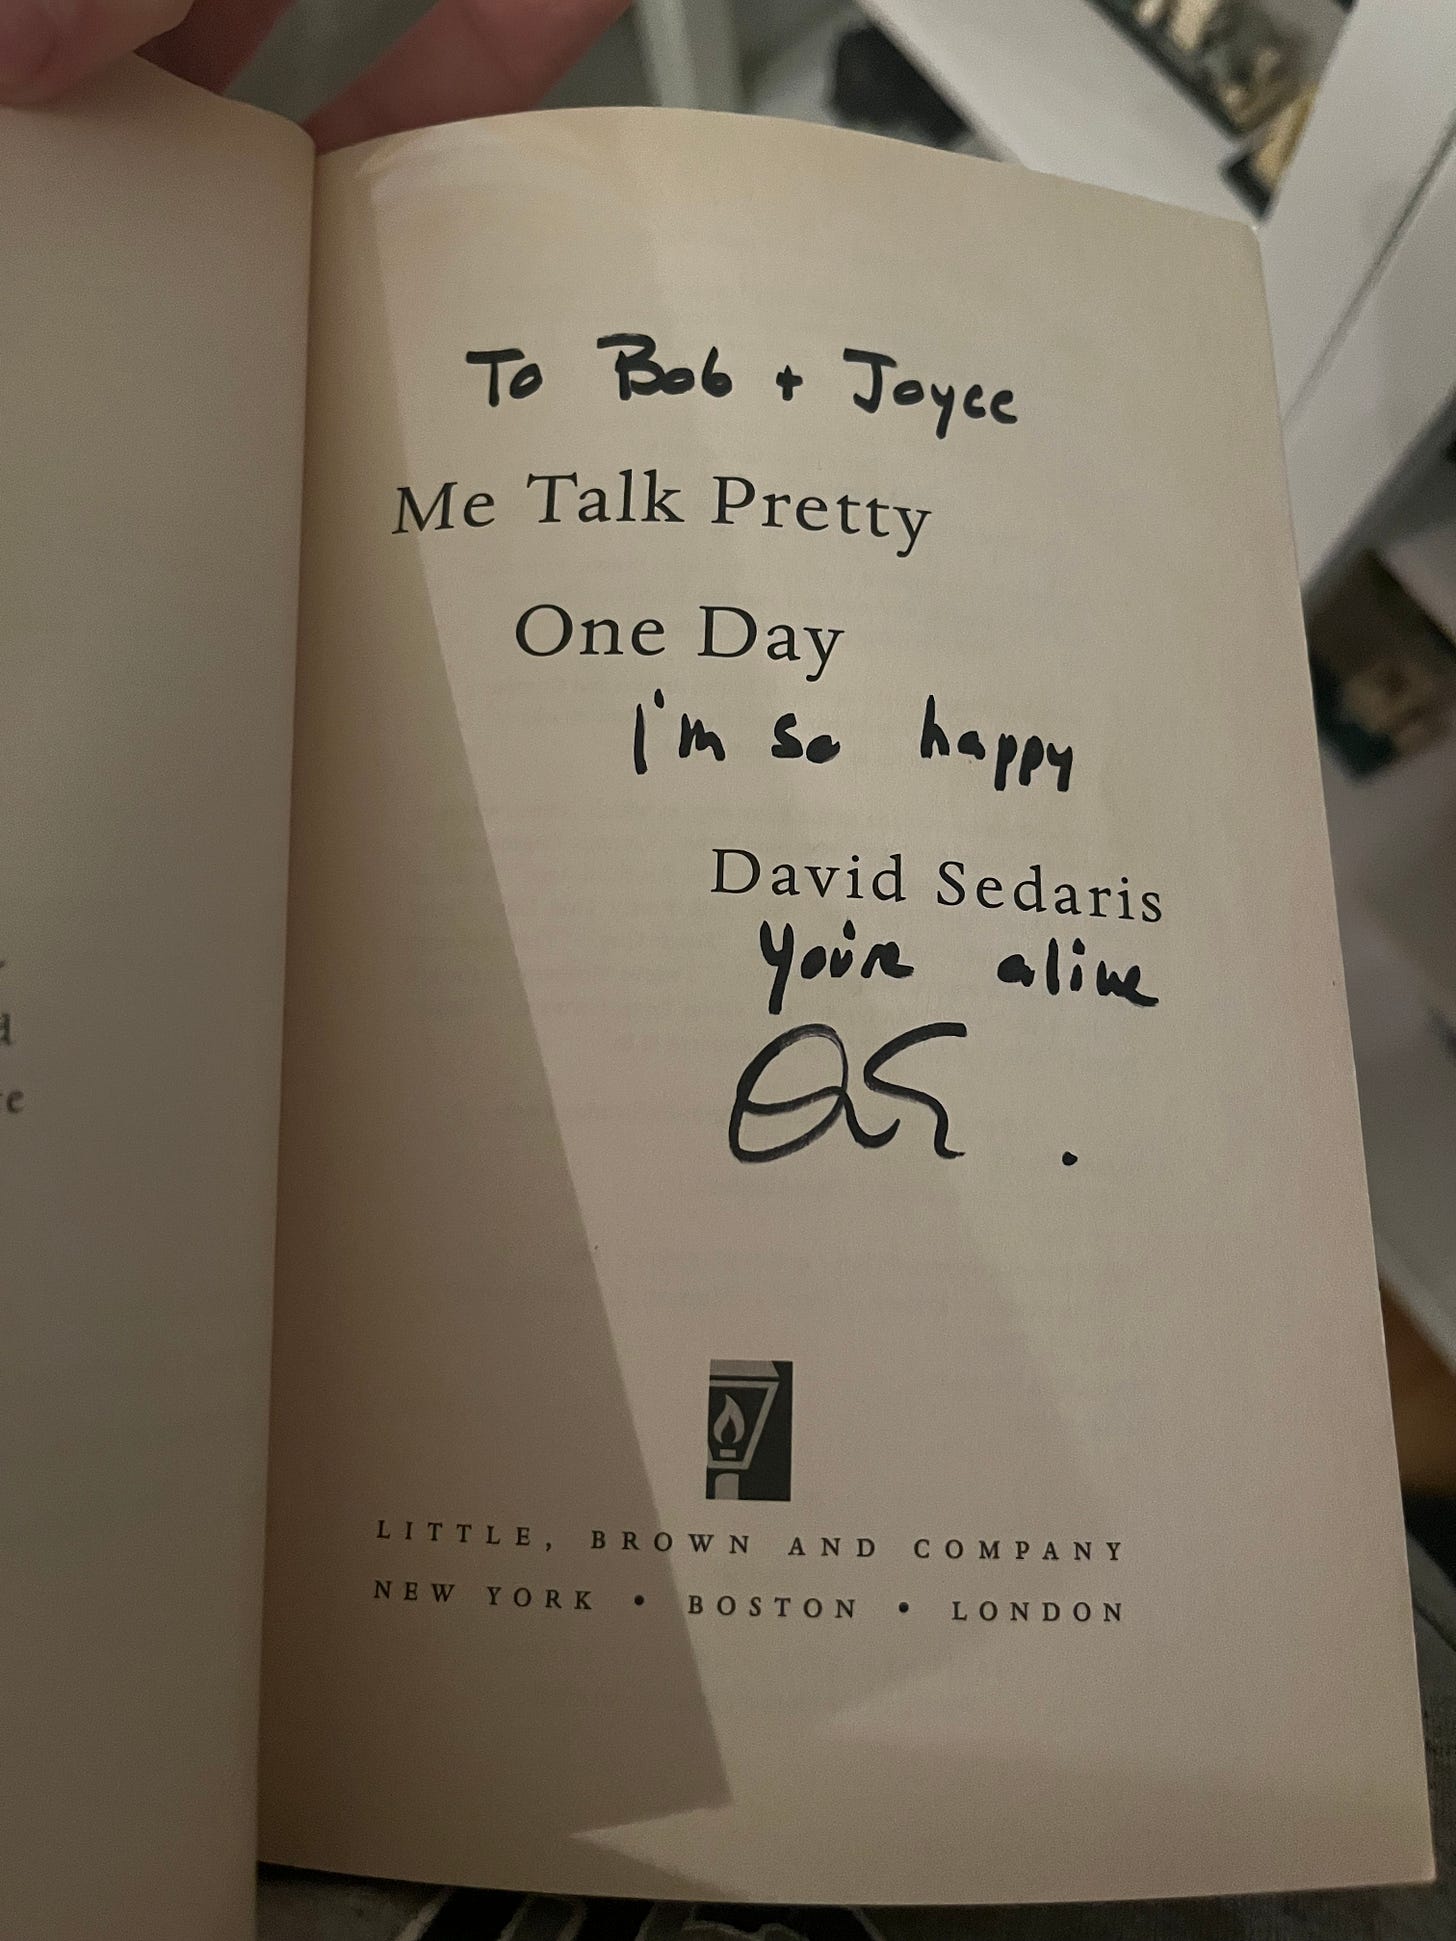 To Bob + Joyce
Me Talk Pretty
One Day
I'm so happy
David Sedaris
you're alive
LITTLE, BROWN AND COMPANY
NEW YORK • BOSTON • LONDON